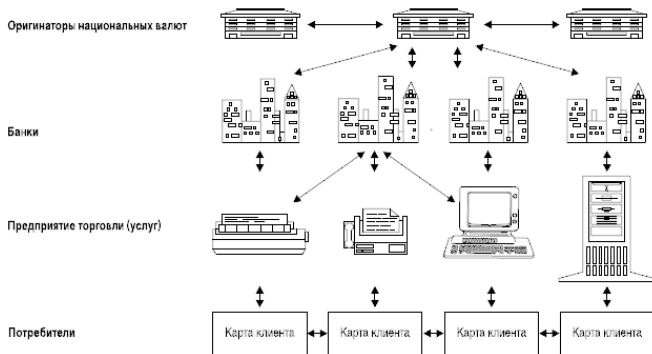 Оригинаторы национальных валют
Банки
Предприятие торговли (услуг)
Потребители
Карта клиента
Карта клиента
Карта клиента
Карта клиента